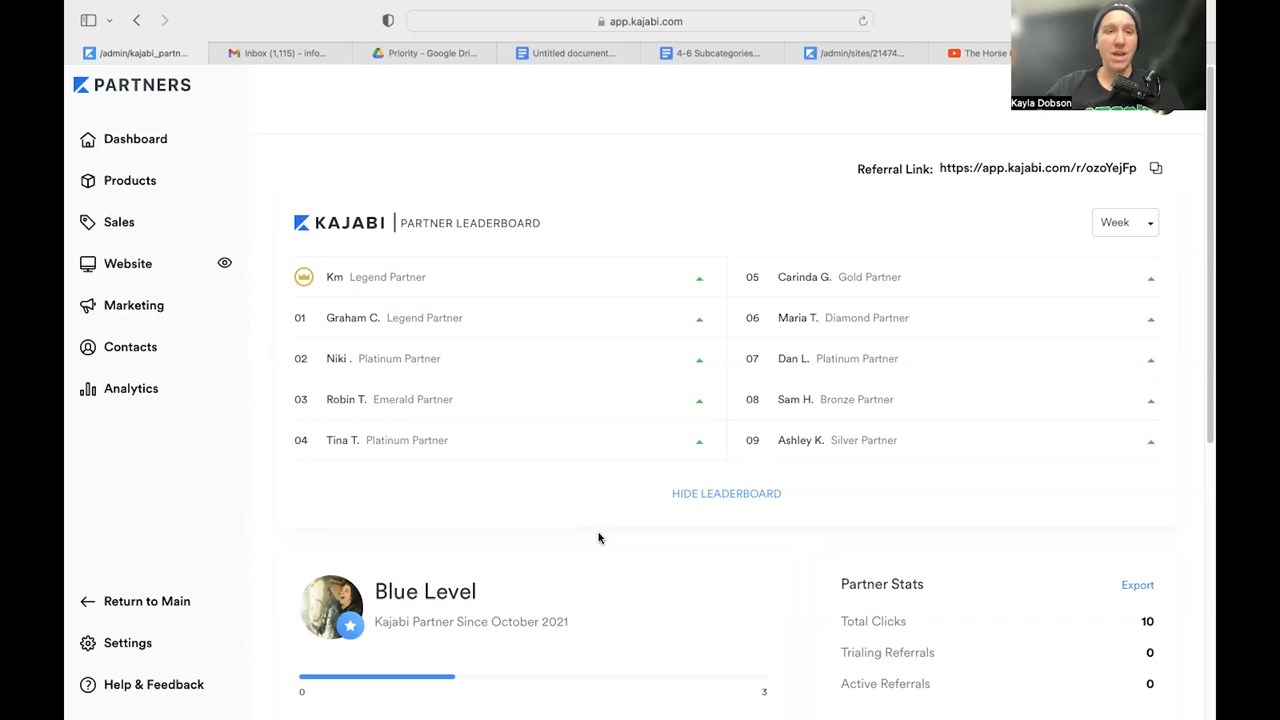 app.kajabi.com
/admin/kajabi_partn...
Inbox (1,115) - info...
Priority - Google Dri...
Untitled document...
4-6 Subcategories...
/admin/sites/21474...
The Horse
Kayla Dobson
PARTNERS
Dashboard
Products
Sales
Website
Marketing
Contacts
Analytics
Return to Main
Settings
Help & Feedback
Referral Link: https://app.kajabi.com/r/ozoYejFp
KAJABI | PARTNER LEADERBOARD
Week
Km Legend Partner
01 Graham C. Legend Partner
02 Niki . Platinum Partner
03 Robin T. Emerald Partner
04 Tina T. Platinum Partner
05 Carinda G. Gold Partner
06 Maria T. Diamond Partner
07 Dan L. Platinum Partner
08 Sam H. Bronze Partner
09 Ashley K. Silver Partner
HIDE LEADERBOARD
Blue Level
Kajabi Partner Since October 2021
0 3
Partner Stats Export
Total Clicks 10
Trialing Referrals 0
Active Referrals 0